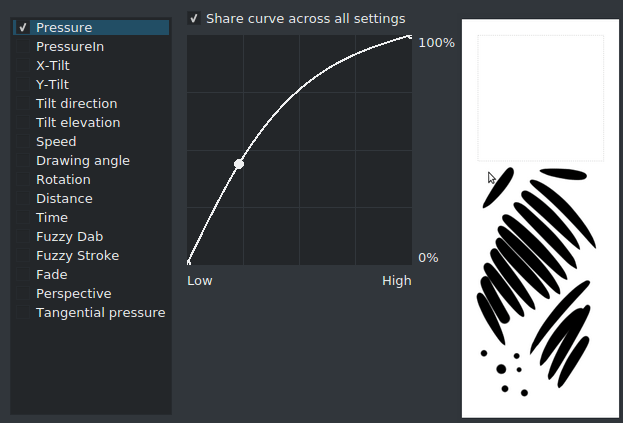 Pressure
PressureIn
X-Tilt
Y-Tilt
Tilt direction
Tilt elevation
Speed
Drawing angle
Rotation
Distance
Time
Fuzzy Dab
Fuzzy Stroke
Fade
Perspective
Tangential pressure
Share curve across all settings
100%
0%
Low High